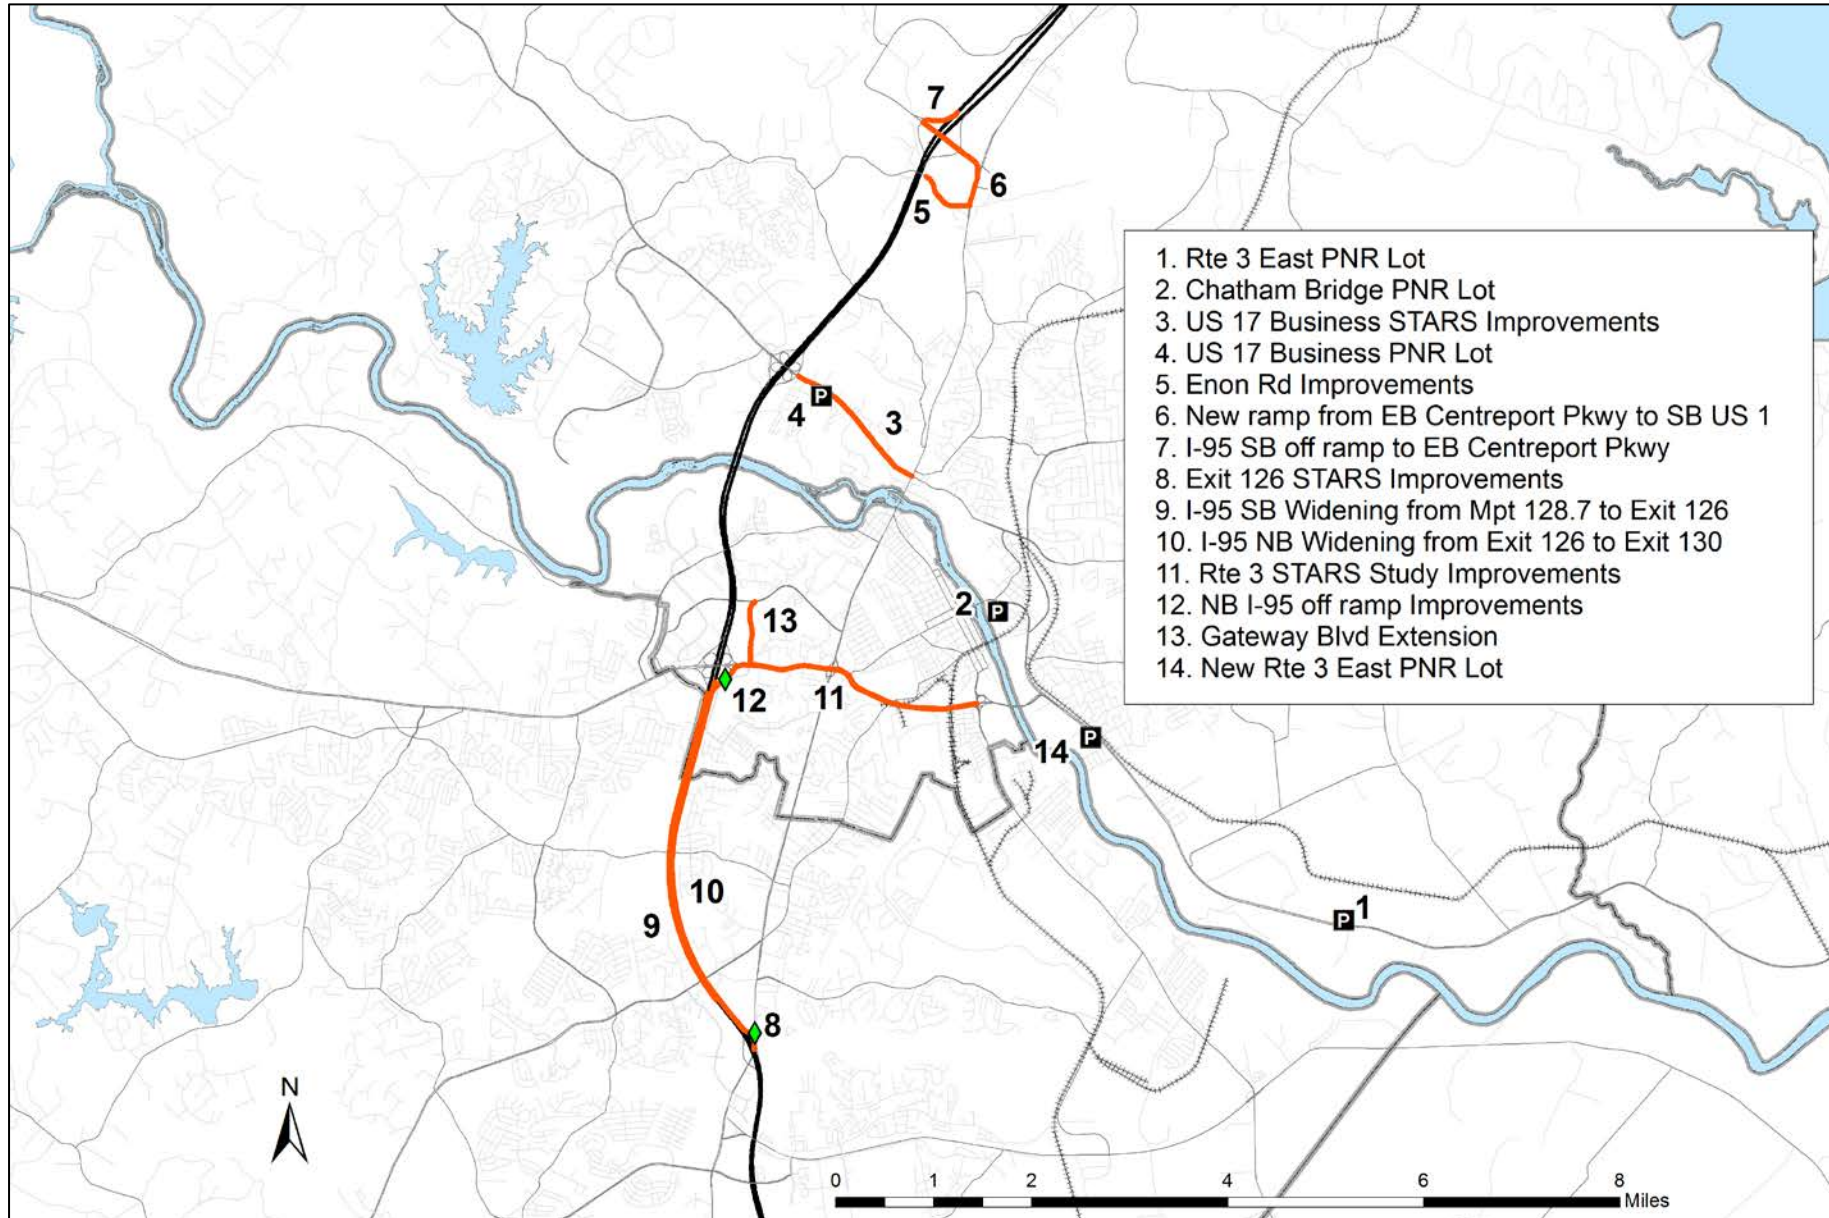 7
6
5
1. Rte 3 East PNR Lot
2. Chatham Bridge PNR Lot
3. US 17 Business STARS Improvements
4. US 17 Business PNR Lot
5. Enon Rd Improvements
6. New ramp from EB Centreport Pkwy to SB US 1
7. I-95 SB off ramp to EB Centreport Pkwy
8. Exit 126 STARS Improvements
9. I-95 SB Widening from Mpt 128.7 to Exit 126
10. I-95 NB Widening from Exit 126 to Exit 130
11. Rte 3 STARS Study Improvements
12. NB I-95 off ramp Improvements
13. Gateway Blvd Extension
14. New Rte 3 East PNR Lot
P
4
3
2
P
13
12
11
14
P
10
9
P
1
8
N
0 1 2 4 6 8
Miles